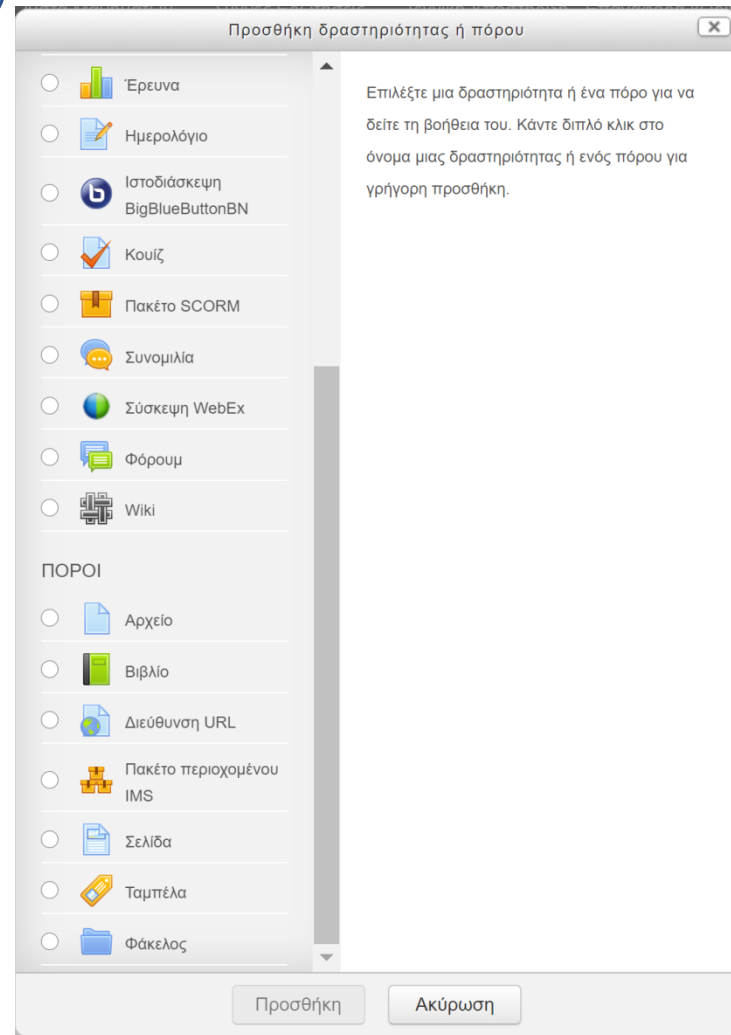 Προσθήκη δραστηριότητας ή πόρου
Έρευνα
Ημερολόγιο
Ιστοδιάσκεψη
BigBlueButtonBN
Κουίζ
Πακέτο SCORM
Συνομιλία
Σύσκεψη WebEx
Φόρουμ
Wiki
ΠΟΡΟΙ
Αρχείο
Βιβλίο
Διεύθυνση URL
Πακέτο περιοχομένου
IMS
Σελίδα
Ταμπέλα
Φάκελος
Επιλέξτε μια δραστηριότητα ή ένα πόρο για να
δείτε τη βοήθεια του. Κάντε διπλό κλικ στο
όνομα μιας δραστηριότητας ή ενός πόρου για
γρήγορη προσθήκη.
Προσθήκη
Ακύρωση